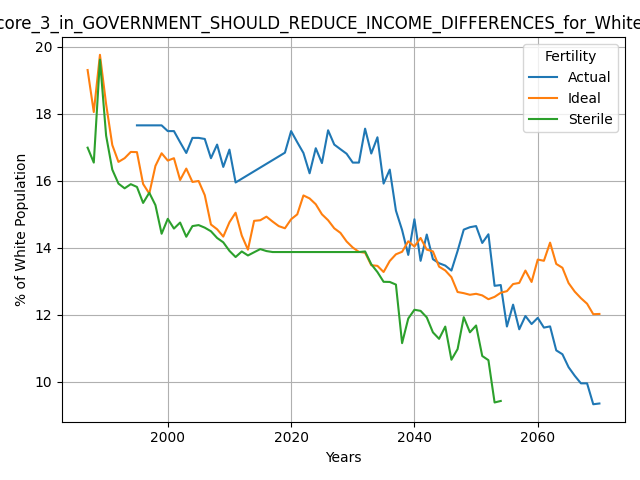 core_3_in_GOVERNMENT_SHOULD_REDUCE_INCOME_DIFFERENCES_for_White
20
18
16
14
12
10
% of White Population
2000
2020
2040
2060
Years
Fertility
Actual
Ideal
Sterile